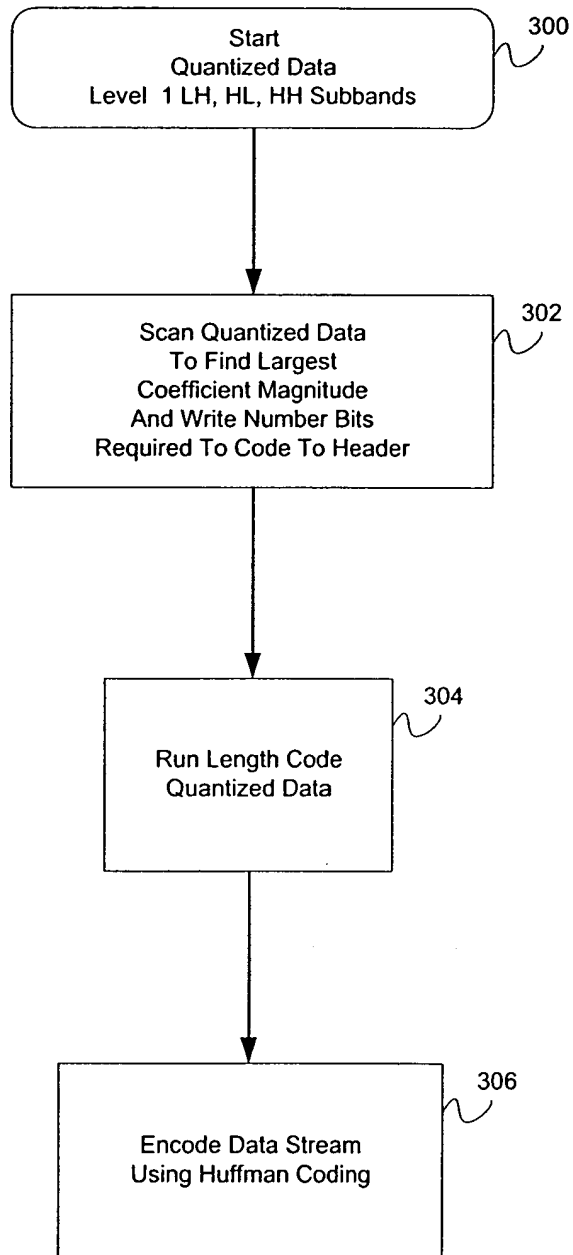 300
Start
Quantized Data
Level 1 LH, HL, HH Subbands
302
Scan Quantized Data
To Find Largest
Coefficient Magnitude
And Write Number Bits
Required To Code To Header
304
Run Length Code
Quantized Data
306
Encode Data Stream
Using Huffman Coding